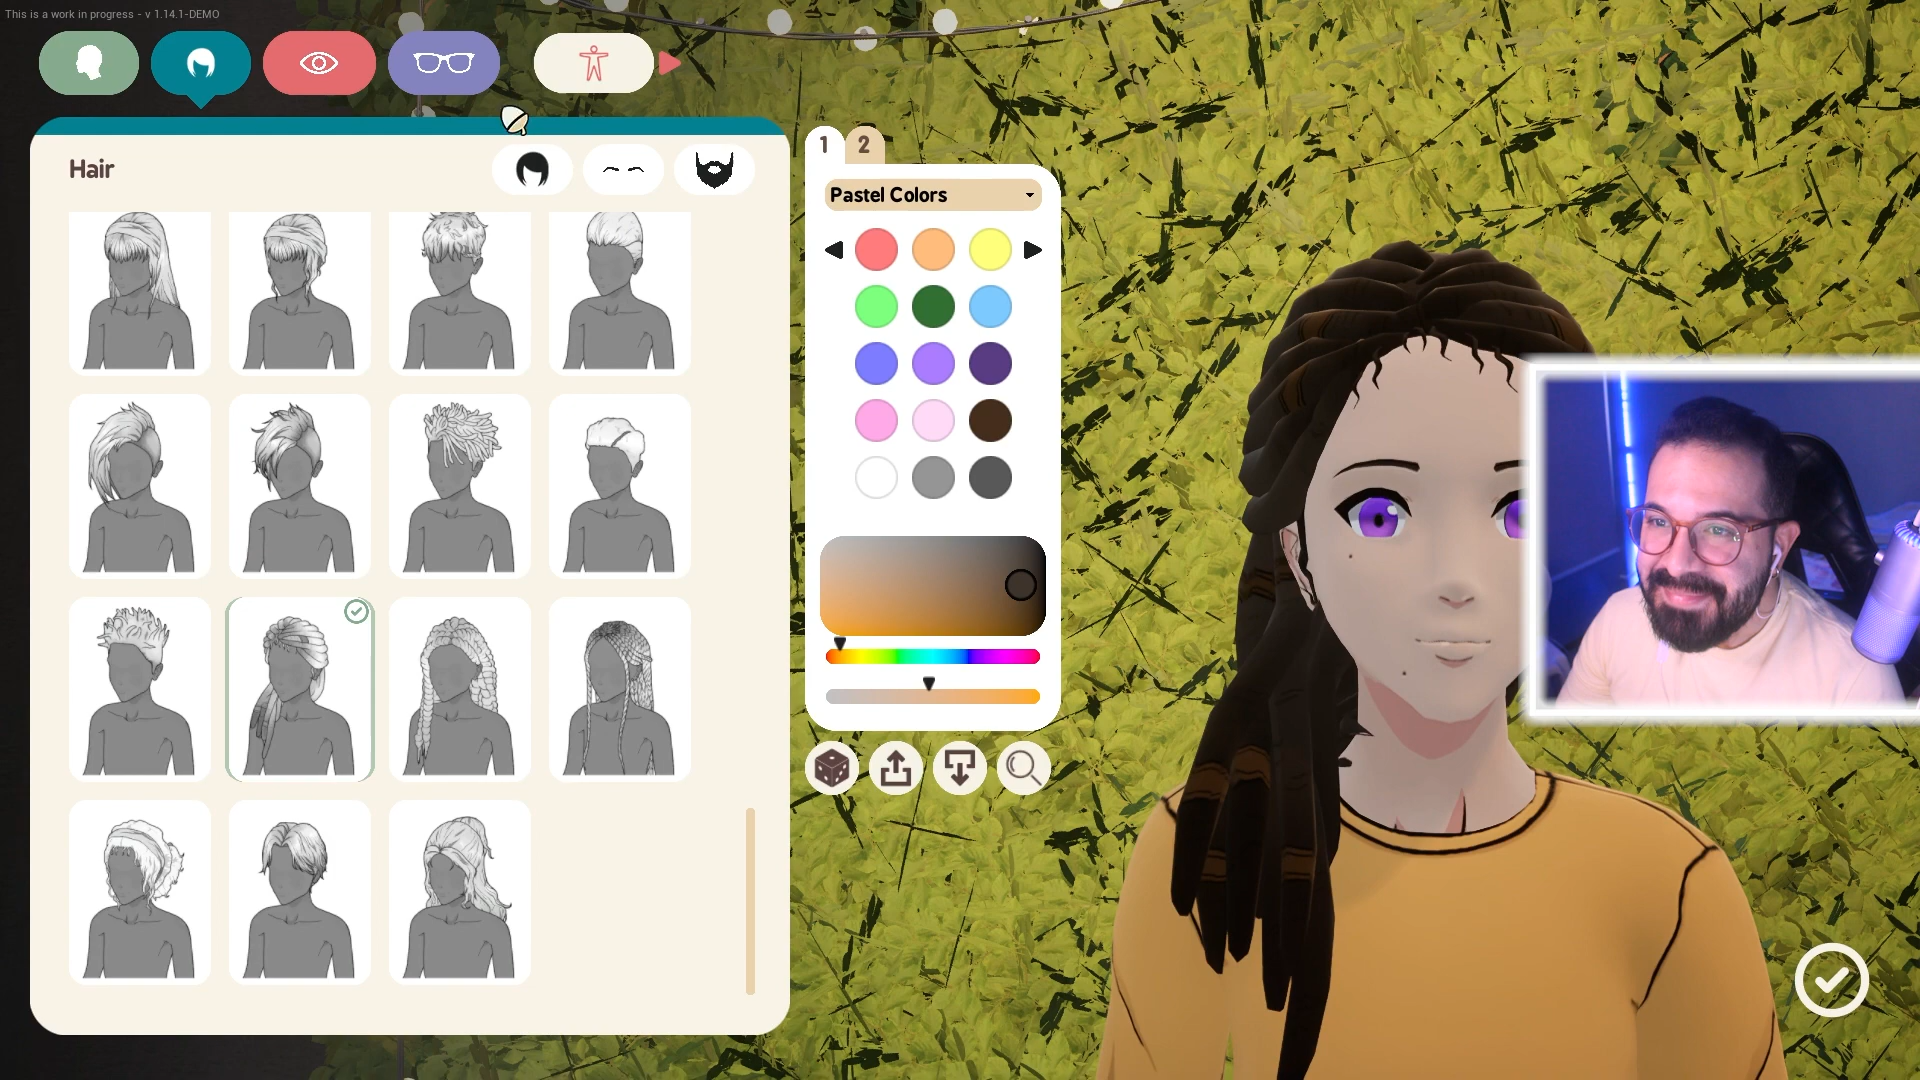 This is a work in progress - v 1.14.1-DEMO
Hair
1
2
Pastel Colors